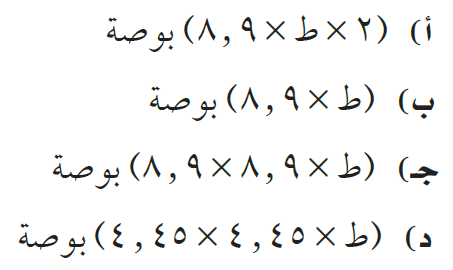 أ) (٢ × ط × ٨,٩) بوصة
ب) (ط × ٨,٩) بوصة
جـ) (ط × ٨,٩ × ٨,٩) بوصة
د) (ط × ٤,٤٥ × ٤,٤٥) بوصة